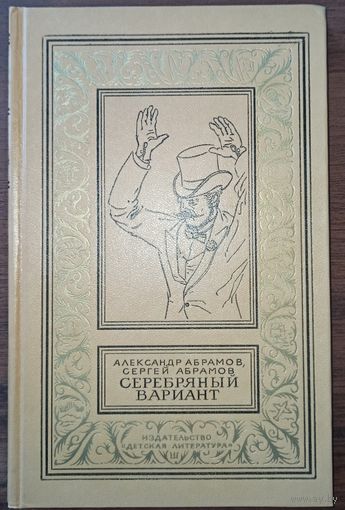 АЛЕКСАНДР АБРАМОВ,
СЕРГЕЙ АБРАМОВ
СЕРЕБРЯНЫЙ
ВАРИАНТ
ИЗДАТЕЛЬСТВО
«ДЕТСКАЯ ЛИТЕРАТУРА»